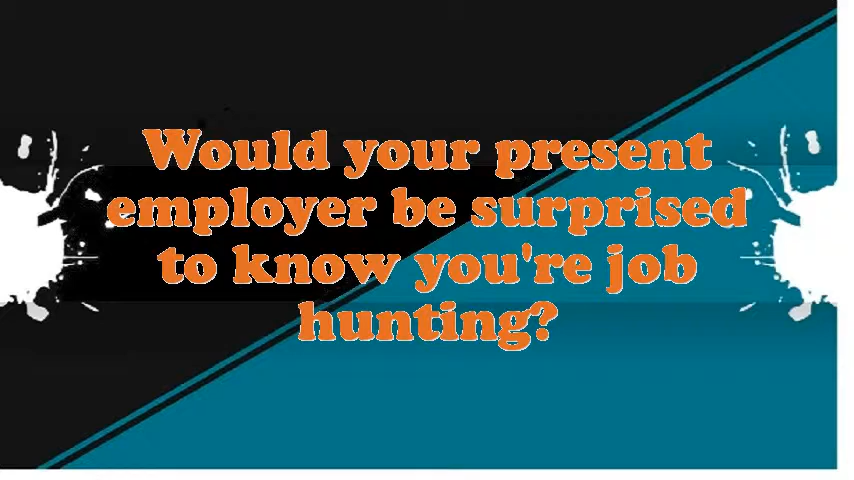 Would your present
employer be surprised
to know you're job
hunting?